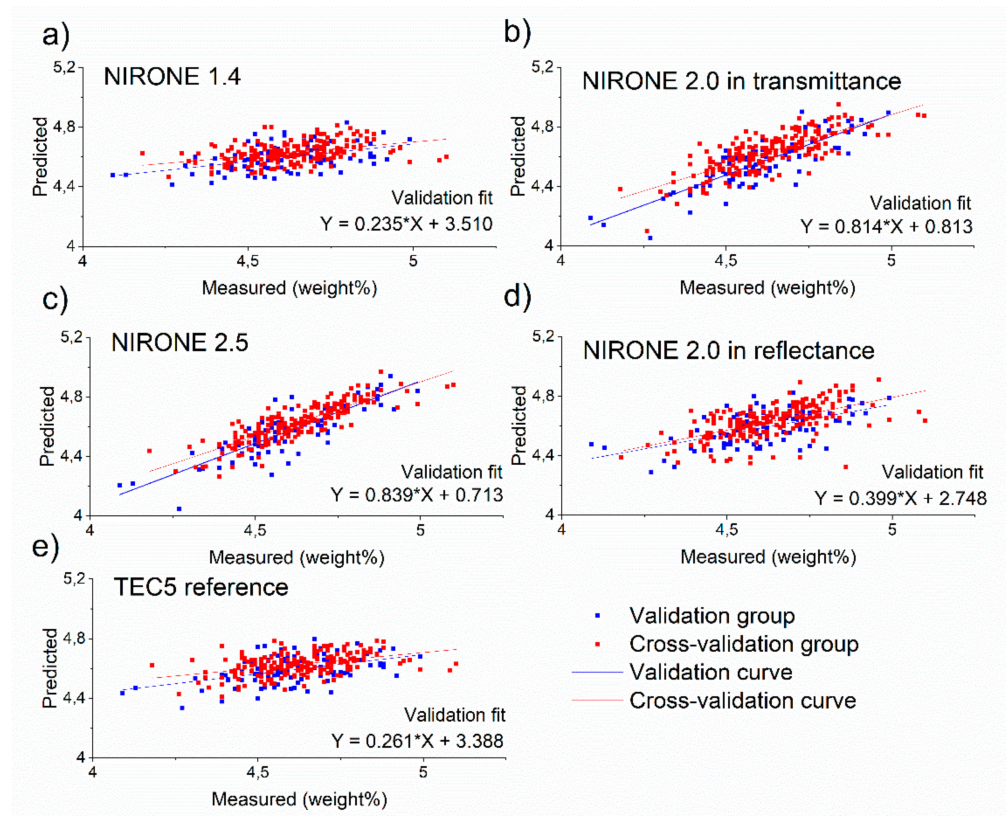 a)
NIRONE 1.4
5,2
4,8
4,4
4
Predicted
Validation fit
Y = 0.235*X + 3.510
4
4,5
5
Measured (weight%)
b)
NIRONE 2.0 in transmittance
5,2
4,8
4,4
4
Predicted
Validation fit
Y = 0.814*X + 0.813
4
4,5
5
Measured (weight%)
c)
NIRONE 2.5
5,2
4,8
4,4
4
Predicted
Validation fit
Y = 0.839*X + 0.713
4
4,5
5
Measured (weight%)
d)
NIRONE 2.0 in reflectance
5,2
4,8
4,4
4
Predicted
Validation fit
Y = 0.399*X + 2.748
4
4,5
5
Measured (weight%)
e)
TEC5 reference
5,2
4,8
4,4
4
Predicted
Validation fit
Y = 0.261*X + 3.388
4
4,5
5
Measured (weight%)
Validation group
Cross-validation group
Validation curve
Cross-validation curve